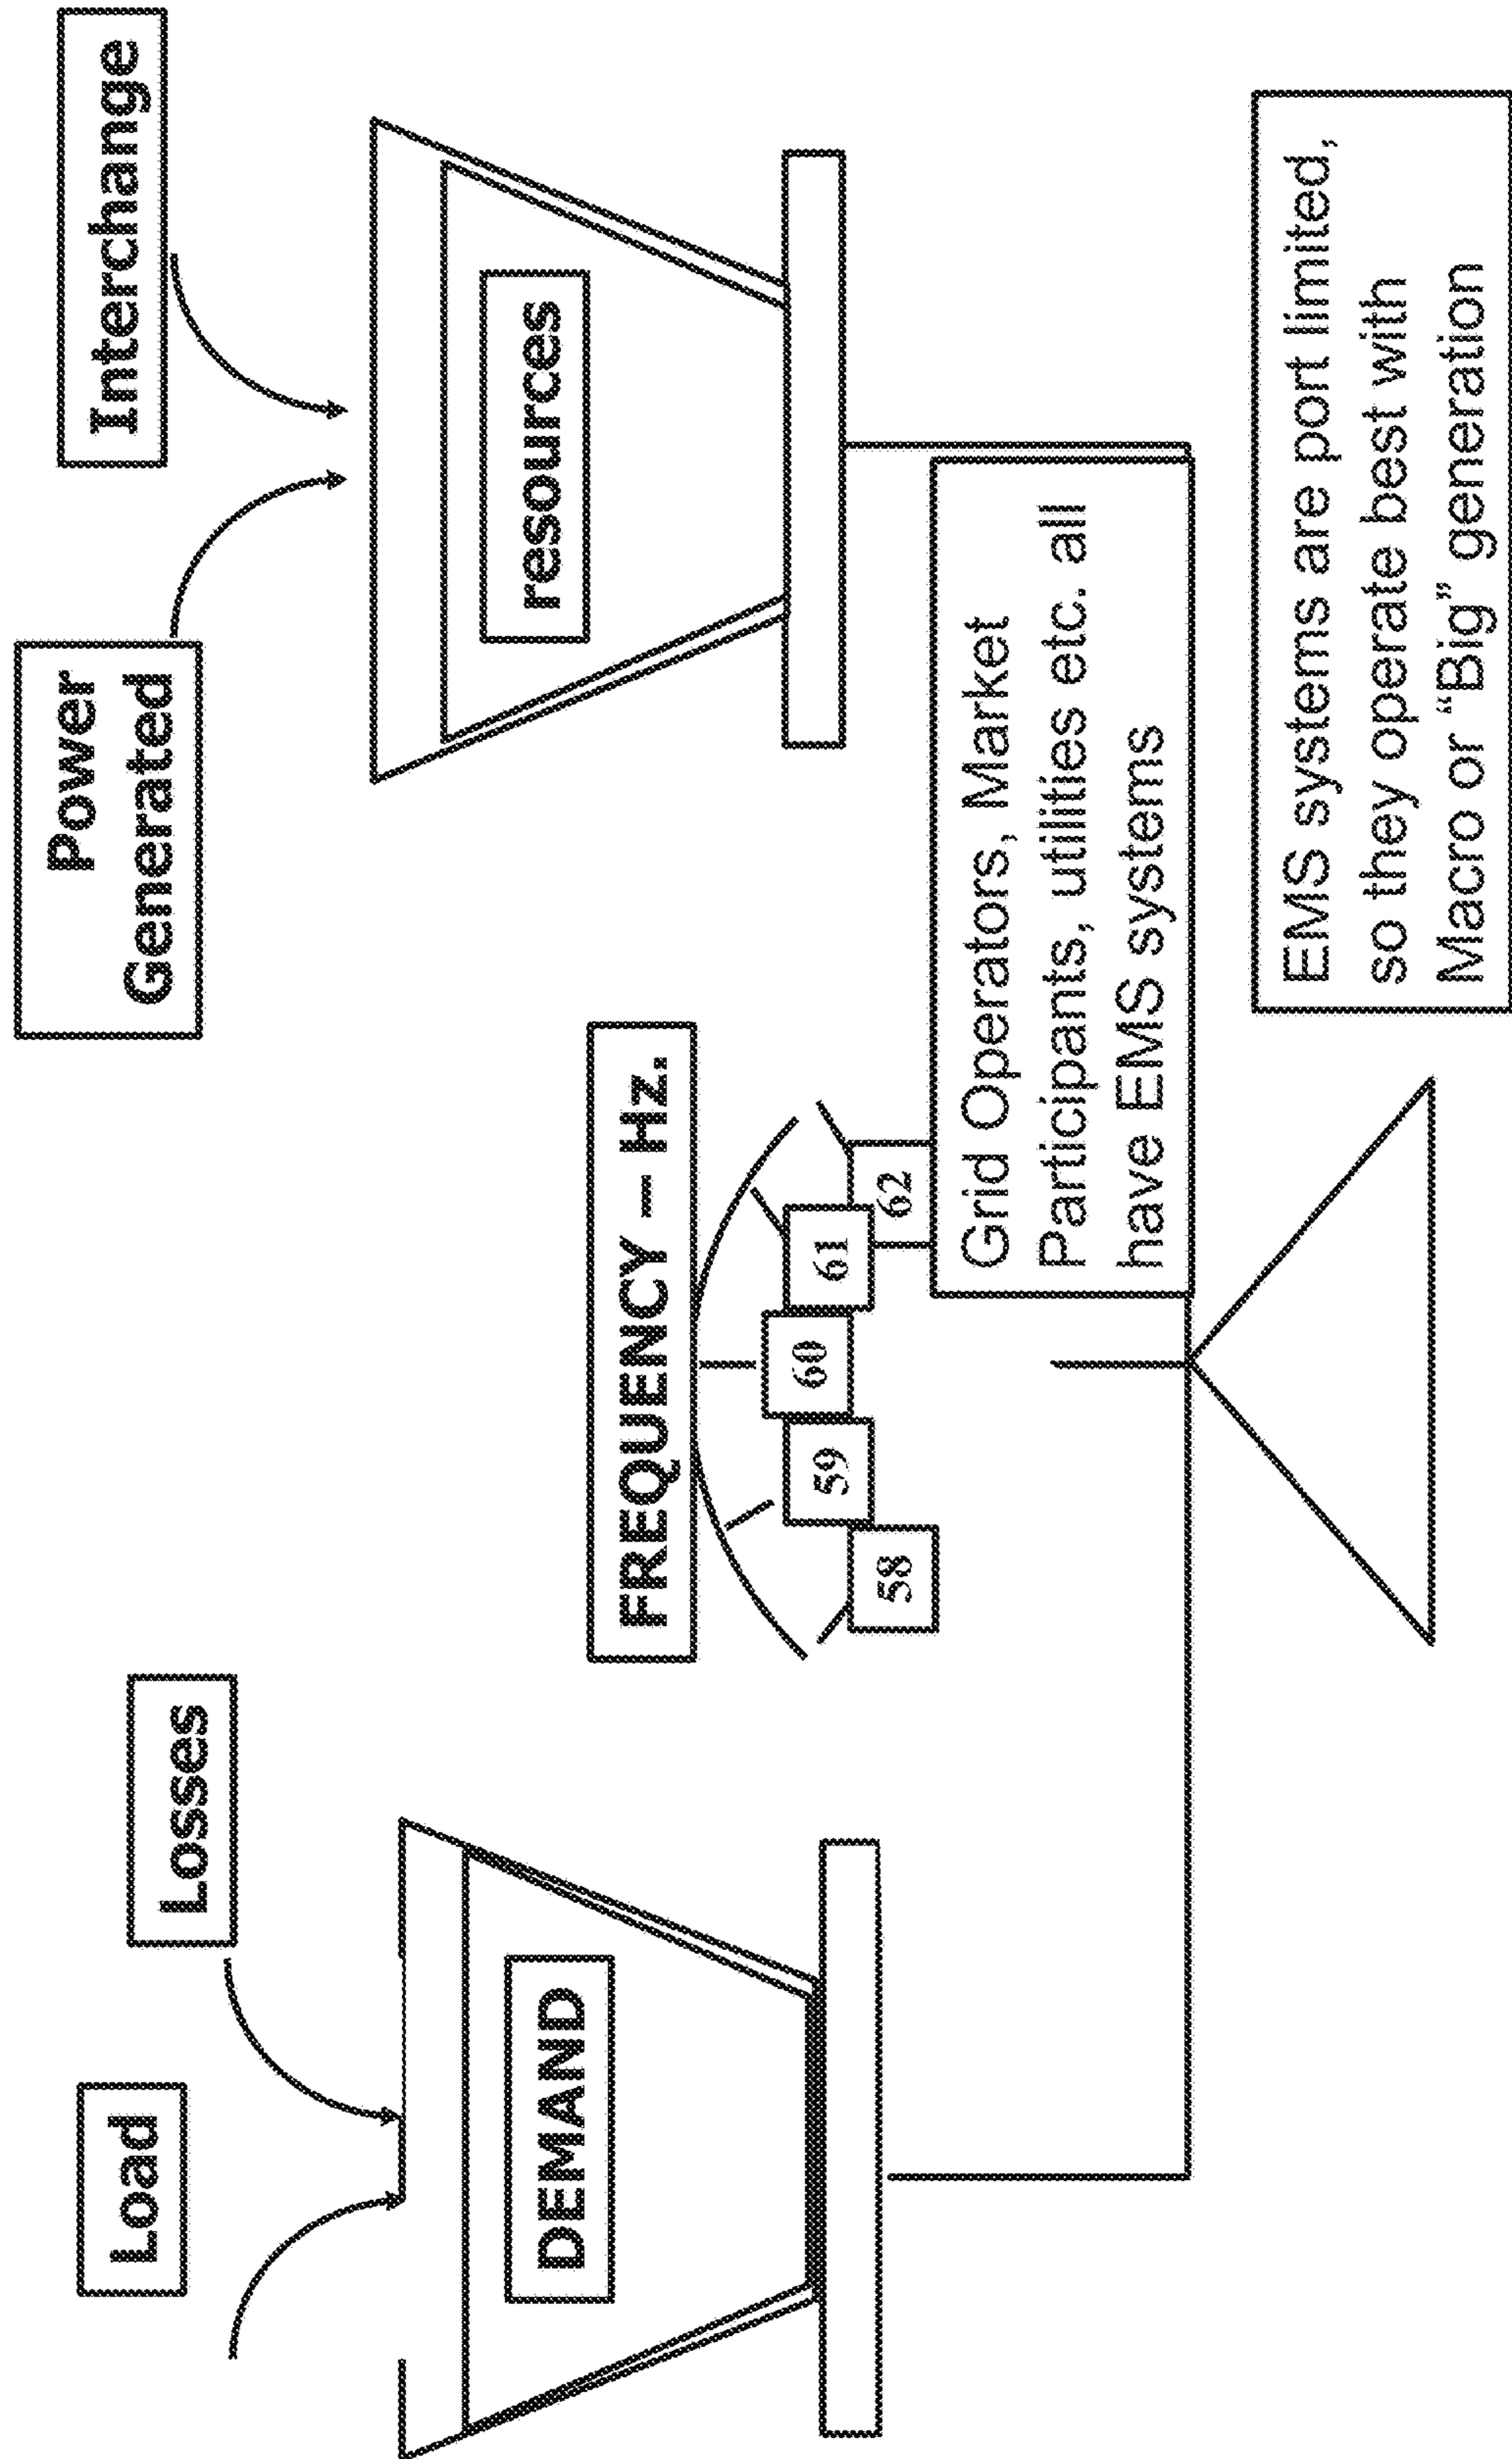 Load
Losses
Power
Generated
Interchange
DEMAND
FREQUENCY – Hz.
58
59
60
61
62
resources
Grid Operators, Market
Participants, utilities etc. all
have EMS systems
EMS systems are port limited,
so they operate best with
Macro or “Big” generation